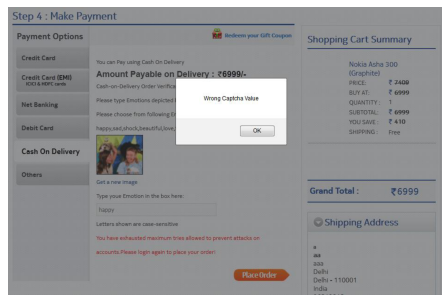 Step 4 : Make Payment
Payment Options
Redeem your Gift Coupon
Credit Card
Credit Card (EMI)
ICICI & HDFC cards
Net Banking
Debit Card
Cash On Delivery
Others
You can Pay using Cash On Delivery
Amount Payable on Delivery : ₹6999/-
Cash-on-Delivery Order Verifica
Please type Emotions depicted
Please choose from following
happy,sad,shock,beautiful,love,
Get a new image
Type your Emotion in the box here:
happy
Letters shown are case-sensitive
You have exhausted maximum tries allowed to prevent attacks on
accounts.Please login again to place your order!
Place Order
Wrong Captcha Value
OK
Shopping Cart Summary
Nokia Asha 300
(Graphite)
PRICE: ₹ 7409
BUY AT: ₹ 6999
QUANTITY : 1
SUBTOTAL: ₹ 6999
YOU SAVE : ₹ 410
SHIPPING : Free
Grand Total : ₹6999
Shipping Address
a
aa
aaa
Delhi
Delhi - 110001
India